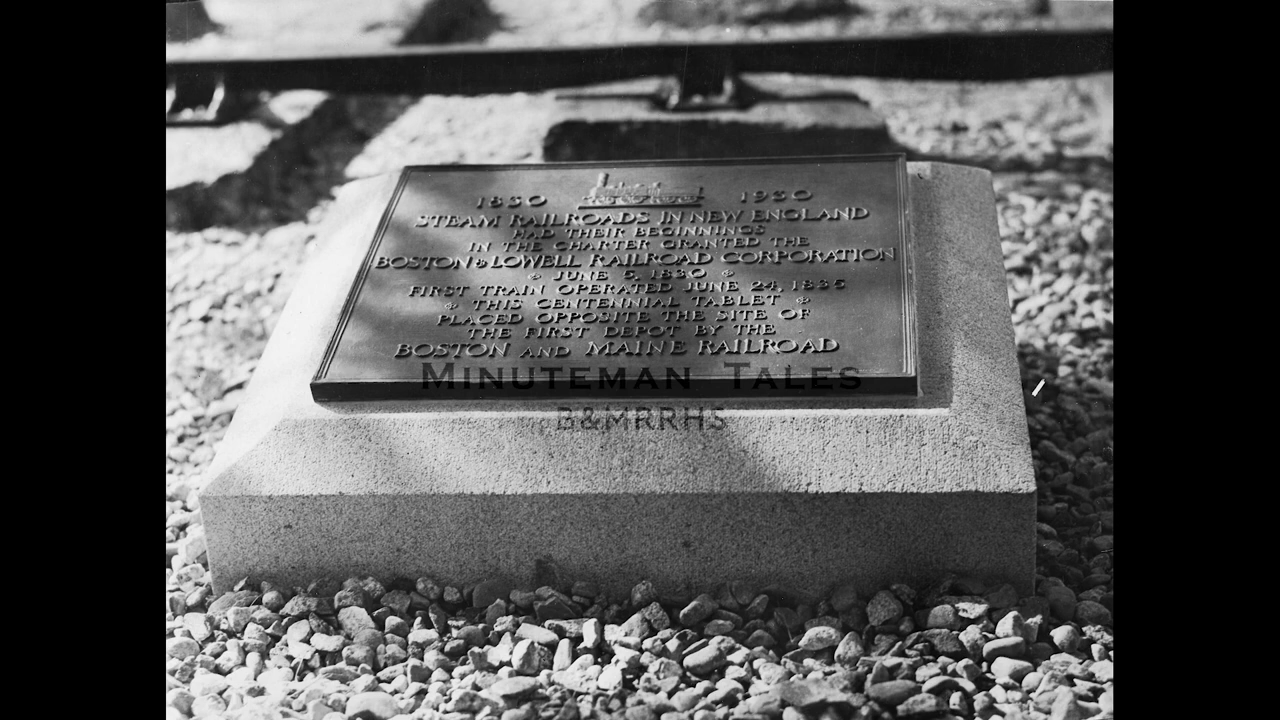 1830 1930
STEAM RAILROADS IN NEW ENGLAND
HAD THEIR BEGINNINGS
IN THE CHARTER GRANTED THE
BOSTON & LOWELL RAILROAD CORPORATION
JUNE 5, 1830
FIRST TRAIN OPERATED JUNE 24, 1835
THIS CENTENNIAL TABLET
PLACED OPPOSITE THE SITE OF
THE FIRST DEPOT BY THE
BOSTON AND MAINE RAILROAD
MINUTEMAN TALES
B&MRRHS